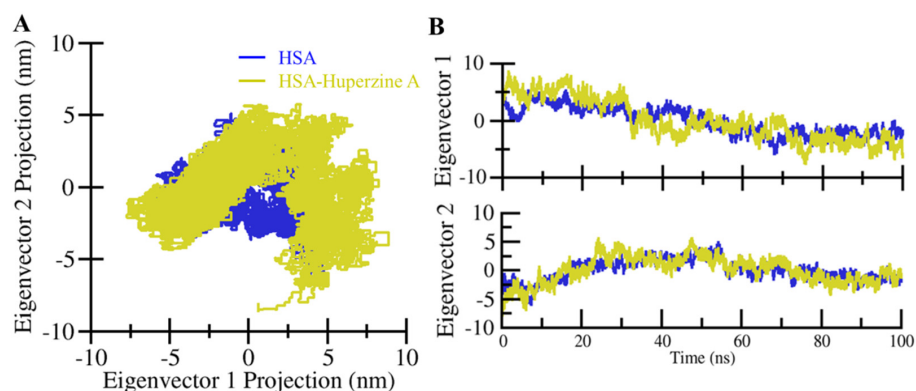 A
Eigenvector 2 Projection (nm)
10
5
0
-5
-10
HSA
HSA-Huperzine A
-10
-5
0
5
10
Eigenvector 1 Projection (nm)
B
Eigenvector 1
10
5
0
-10
Eigenvector 2
10
5
0
-5
-10
0
20
40
60
80
100
Time (ns)